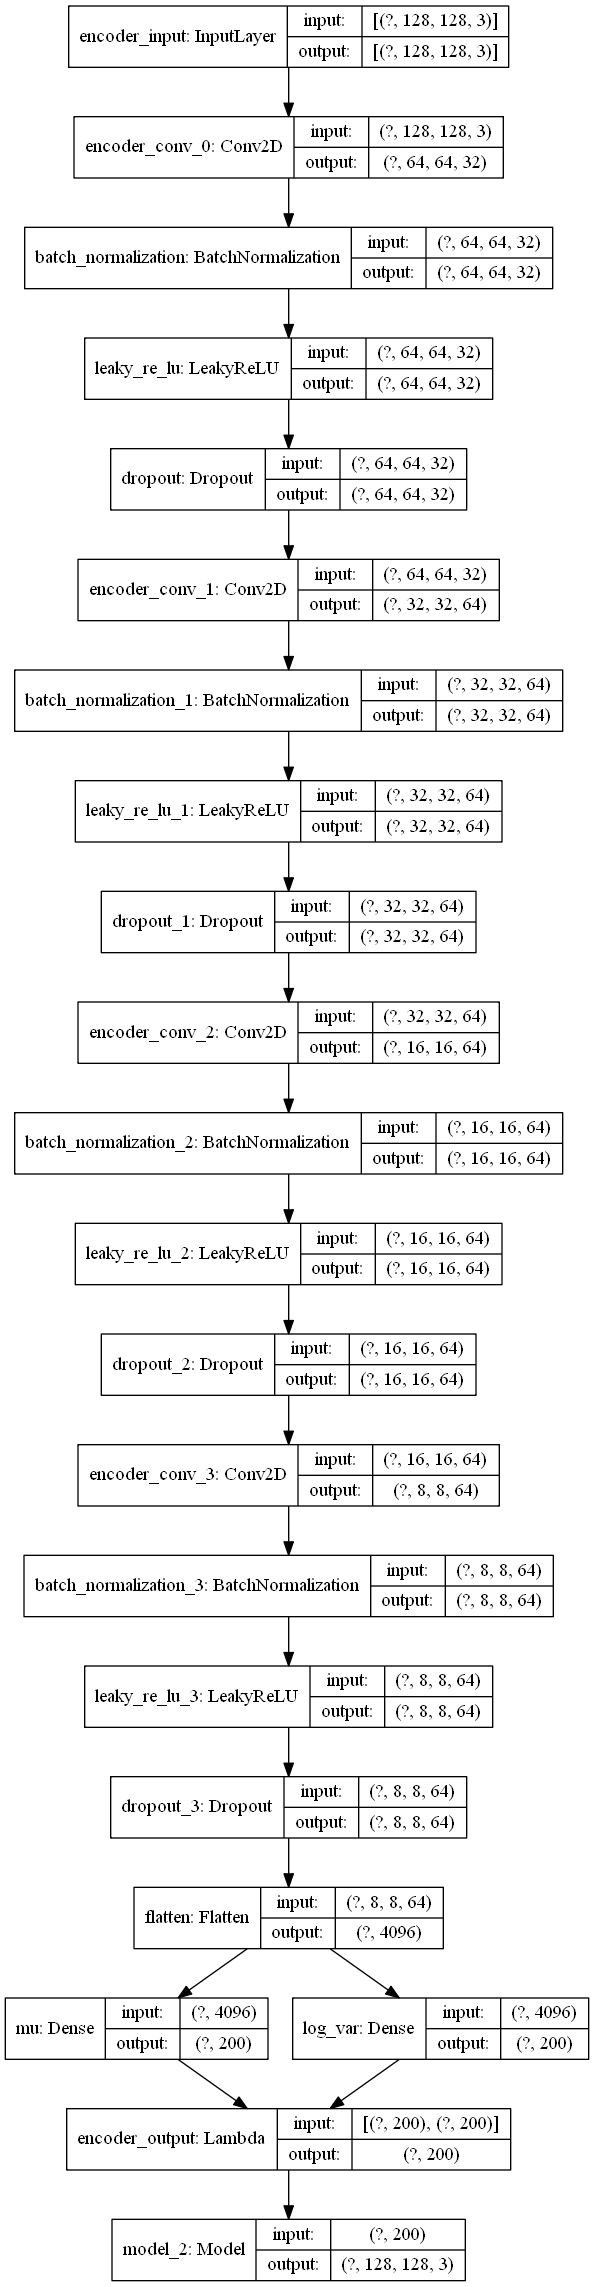 encoder_input: InputLayer
input: [(?, 128, 128, 3)]
output: [(?, 128, 128, 3)]
encoder_conv_0: Conv2D
input: (?, 128, 128, 3)
output: (?, 64, 64, 32)
batch_normalization: BatchNormalization
input: (?, 64, 64, 32)
output: (?, 64, 64, 32)
leaky_re_lu: LeakyReLU
input: (?, 64, 64, 32)
output: (?, 64, 64, 32)
dropout: Dropout
input: (?, 64, 64, 32)
output: (?, 64, 64, 32)
encoder_conv_1: Conv2D
input: (?, 64, 64, 32)
output: (?, 32, 32, 64)
batch_normalization_1: BatchNormalization
input: (?, 32, 32, 64)
output: (?, 32, 32, 64)
leaky_re_lu_1: LeakyReLU
input: (?, 32, 32, 64)
output: (?, 32, 32, 64)
dropout_1: Dropout
input: (?, 32, 32, 64)
output: (?, 32, 32, 64)
encoder_conv_2: Conv2D
input: (?, 32, 32, 64)
output: (?, 16, 16, 64)
batch_normalization_2: BatchNormalization
input: (?, 16, 16, 64)
output: (?, 16, 16, 64)
leaky_re_lu_2: LeakyReLU
input: (?, 16, 16, 64)
output: (?, 16, 16, 64)
dropout_2: Dropout
input: (?, 16, 16, 64)
output: (?, 16, 16, 64)
encoder_conv_3: Conv2D
input: (?, 16, 16, 64)
output: (?, 8, 8, 64)
batch_normalization_3: BatchNormalization
input: (?, 8, 8, 64)
output: (?, 8, 8, 64)
leaky_re_lu_3: LeakyReLU
input: (?, 8, 8, 64)
output: (?, 8, 8, 64)
dropout_3: Dropout
input: (?, 8, 8, 64)
output: (?, 8, 8, 64)
flatten: Flatten
input: (?, 8, 8, 64)
output: (?, 4096)
mu: Dense
input: (?, 4096)
output: (?, 200)
log_var: Dense
input: (?, 4096)
output: (?, 200)
encoder_output: Lambda
input: [(?, 200), (?, 200)]
output: (?, 200)
model_2: Model
input: (?, 200)
output: (?, 128, 128, 3)